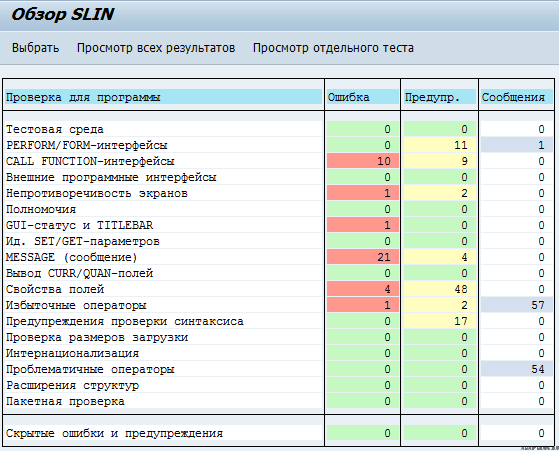 Обзор SLIN
Выбрать Просмотр всех результатов Просмотр отдельного теста
Проверка для программы Ошибка Предупр. Сообщения
Тестовая среда 0 0 0
PERFORM/FORM-интерфейсы 0 11 1
CALL FUNCTION-интерфейсы 10 9 0
Внешние программные интерфейсы 0 0 0
Непротиворечивость экранов 1 2 0
Полномочия 0 0 0
GUI-статус и TITLEBAR 1 0 0
Ид. SET/GET-параметров 0 0 0
MESSAGE (сообщение) 21 4 0
Вывод CURR/QUAN-полей 0 0 0
Свойства полей 4 48 0
Избыточные операторы 1 2 57
Предупреждения проверки синтаксиса 0 17 0
Проверка размеров загрузки 0 0 0
Интернационализация 0 0 0
Проблематичные операторы 0 0 54
Расширения структур 0 0 0
Пакетная проверка 0 0 0
Скрытые ошибки и предупреждения 0 0 0